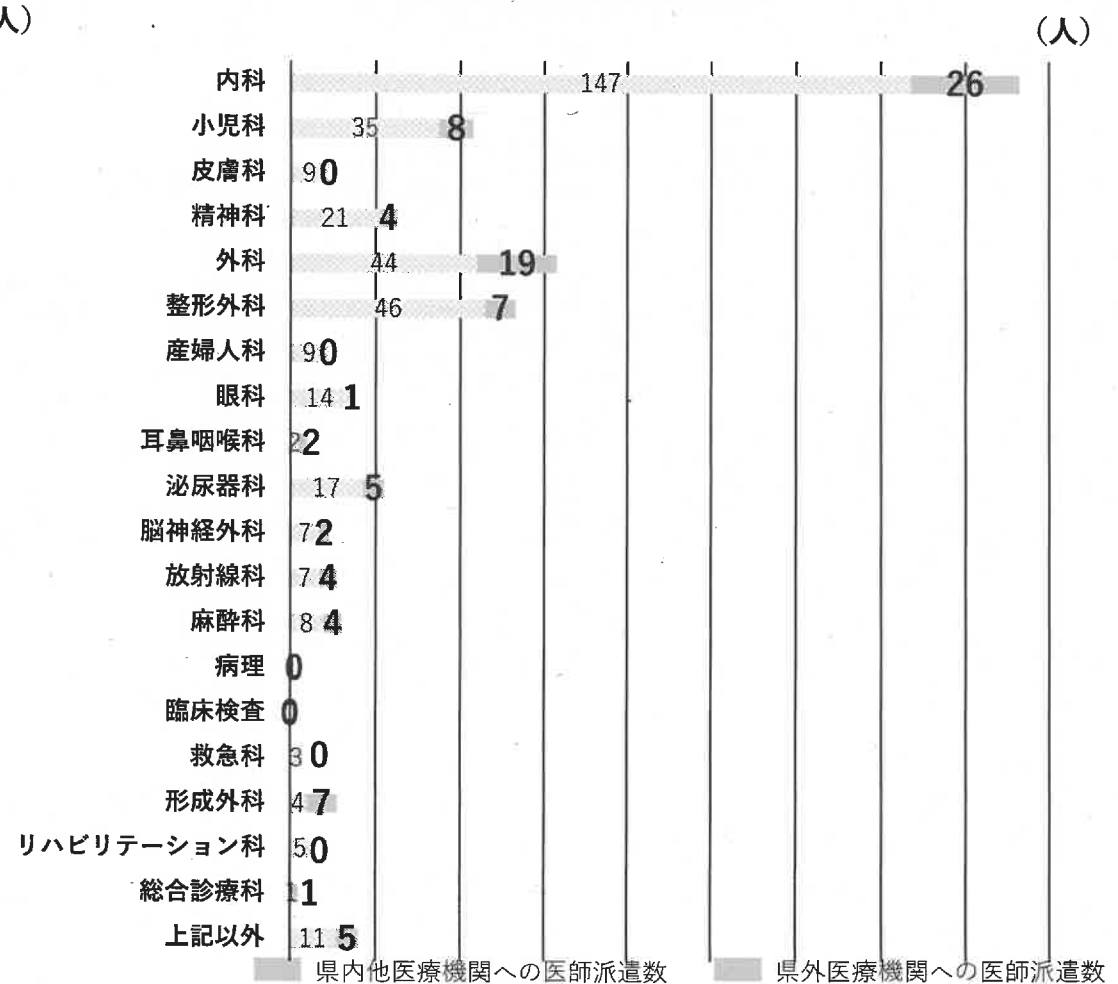 人)
(人)
内科 147 26
小児科 35 8
皮膚科 9 0
精神科 21 4
外科 44 19
整形外科 46 7
産婦人科 9 0
眼科 14 1
耳鼻咽喉科 2 2
泌尿器科 17 5
脳神経外科 7 2
放射線科 7 4
麻酔科 8 4
病理 0
臨床検査 0
救急科 3 0
形成外科 4 7
リハビリテーション科 5 0
総合診療科 1 1
上記以外 11 5
県内他医療機関への医師派遣数 県外医療機関への医師派遣数